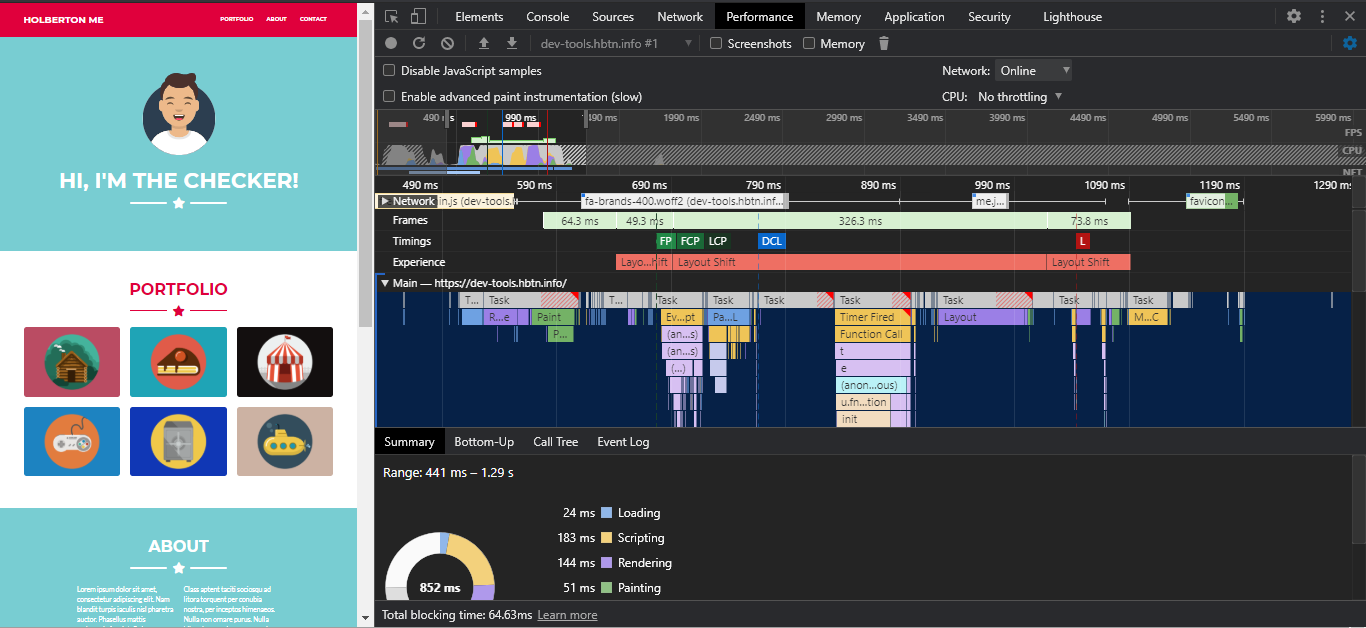 HOLBERTON ME
PORTFOLIO ABOUT CONTACT
HI, I'M THE CHECKER!
PORTFOLIO
ABOUT
Lorem ipsum dolor sit amet,
consectetur adipiscing elit. Nam
blandit turpis iaculis nisl pharetra
auctor. Phasellus mattis
Class aptent taciti sociosqu ad
litora torquent per conubia
nostra, per inceptos himenaeos.
Nulla non ornare purus. Nulla
Elements Console Sources Network Performance Memory Application Security Lighthouse
dev-tools.hbtn.info #1 Screenshots Memory
Disable JavaScript samples Network: Online
Enable advanced paint instrumentation (slow) CPU: No throttling
490 s 990 ms 490 ms 1990 ms 2490 ms 2990 ms 3490 ms 3990 ms 4490 ms 4990 ms 5490 ms 5990 ms
FPS
CPU
NET
490 ms 590 ms 690 ms 790 ms 890 ms 990 ms 1090 ms 1190 ms 1290 ms
Network in.js (dev-tools. fa-brands-400.woff2 (dev-tools.hbtn.inf... me.j... favicon...
Frames 64.3 ms 49.3 ms 326.3 ms 73.8 ms
Timings FP FCP LCP DCL L
Experience Layo...hift Layout Shift Layout Shift
Main — https://dev-tools.hbtn.info/
T... Task T... Task Task Task Task Task Task Task
R...e Paint Ev...pt Pa...L Timer Fired Layout M...C
P... (an...s) Function Call
(an...s) t
(...) e
(anon...ous)
u.fn...tion
init
Summary Bottom-Up Call Tree Event Log
Range: 441 ms – 1.29 s
24 ms Loading
183 ms Scripting
144 ms Rendering
51 ms Painting
852 ms
Total blocking time: 64.63ms Learn more